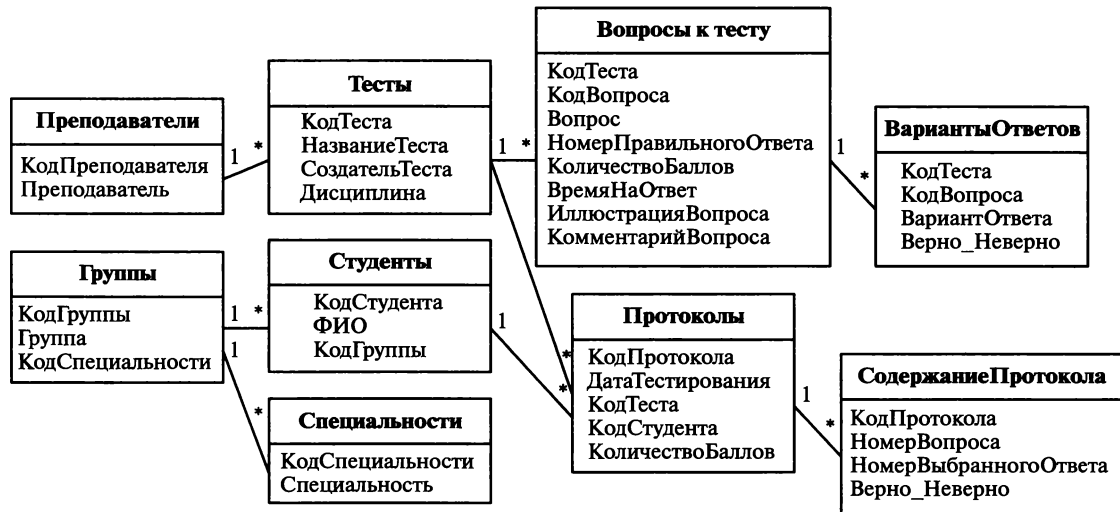 Преподаватели
КодПреподавателя
Преподаватель
1
*
Тесты
КодТеста
НазваниеТеста
СоздательТеста
Дисциплина
1
*
Вопросы к тесту
КодТеста
КодВопроса
Вопрос
НомерПравильногоОтвета
КоличествоБаллов
ВремяНаОтвет
ИллюстрацияВопроса
КомментарийВопроса
1
*
ВариантыОтветов
КодТеста
КодВопроса
ВариантОтвета
Верно_Неверно
Группы
КодГруппы
Группа
КодСпециальности
1
*
1
*
Студенты
КодСтудента
ФИО
КодГруппы
1
Специальности
КодСпециальности
Специальность
*
*
Протоколы
КодПротокола
ДатаТестирования
КодТеста
КодСтудента
КоличествоБаллов
1
*
СодержаниеПротокола
КодПротокола
НомерВопроса
НомерВыбранногоОтвета
Верно_Неверно